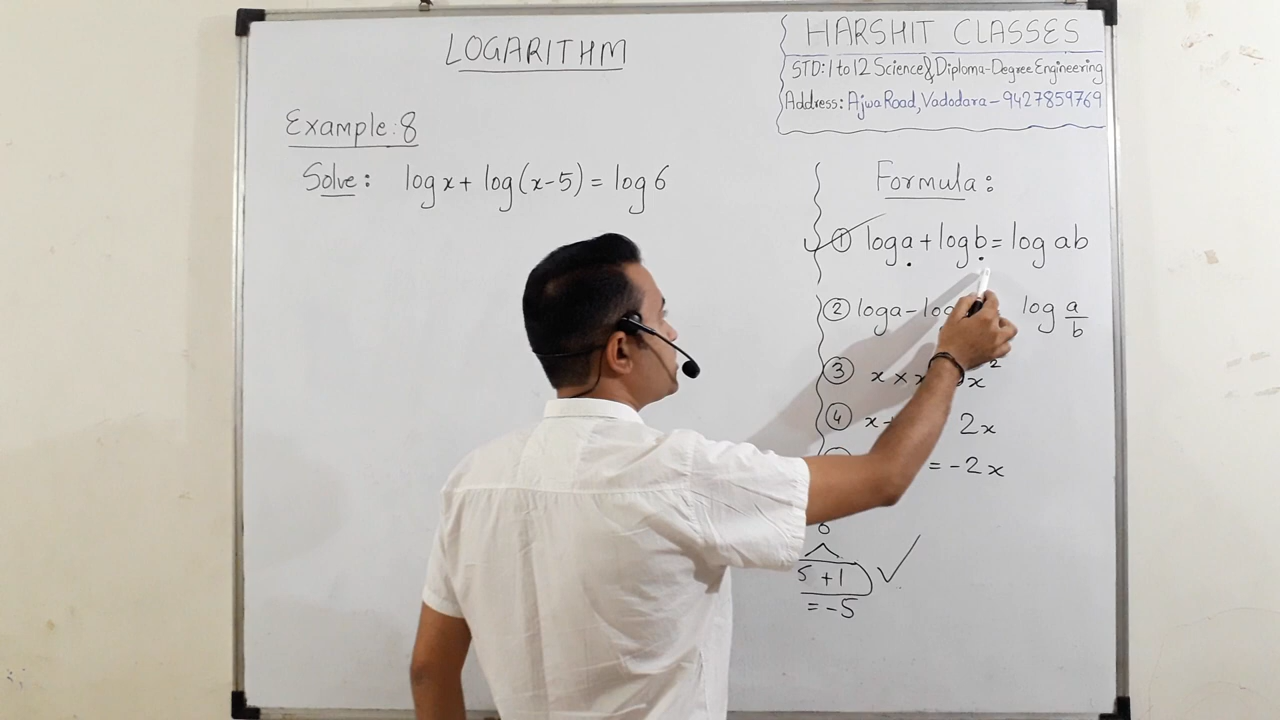 LOGARITHM
HARSHIT CLASSES
STD: 1 to 12 Science & Diploma-Degree Engineering
Address: Ajwa Road, Vadodara - 9427859769
Example: 8
Solve: log x + log(x-5) = log 6
Formula:
① log a + log b = log ab
② log a - log a/b
③ x × x²
④ x 2x
= -2x
6
5 + 1
= -5